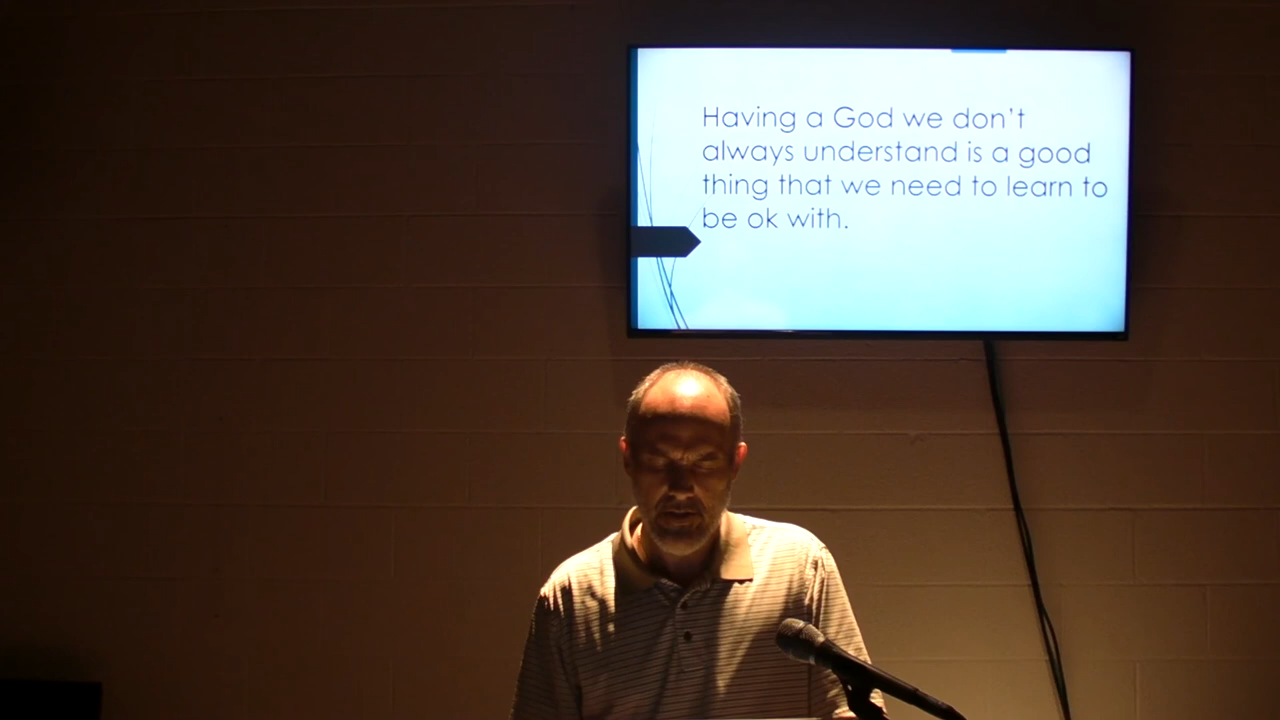 Having a God we don't
always understand is a good
thing that we need to learn to
be ok with.